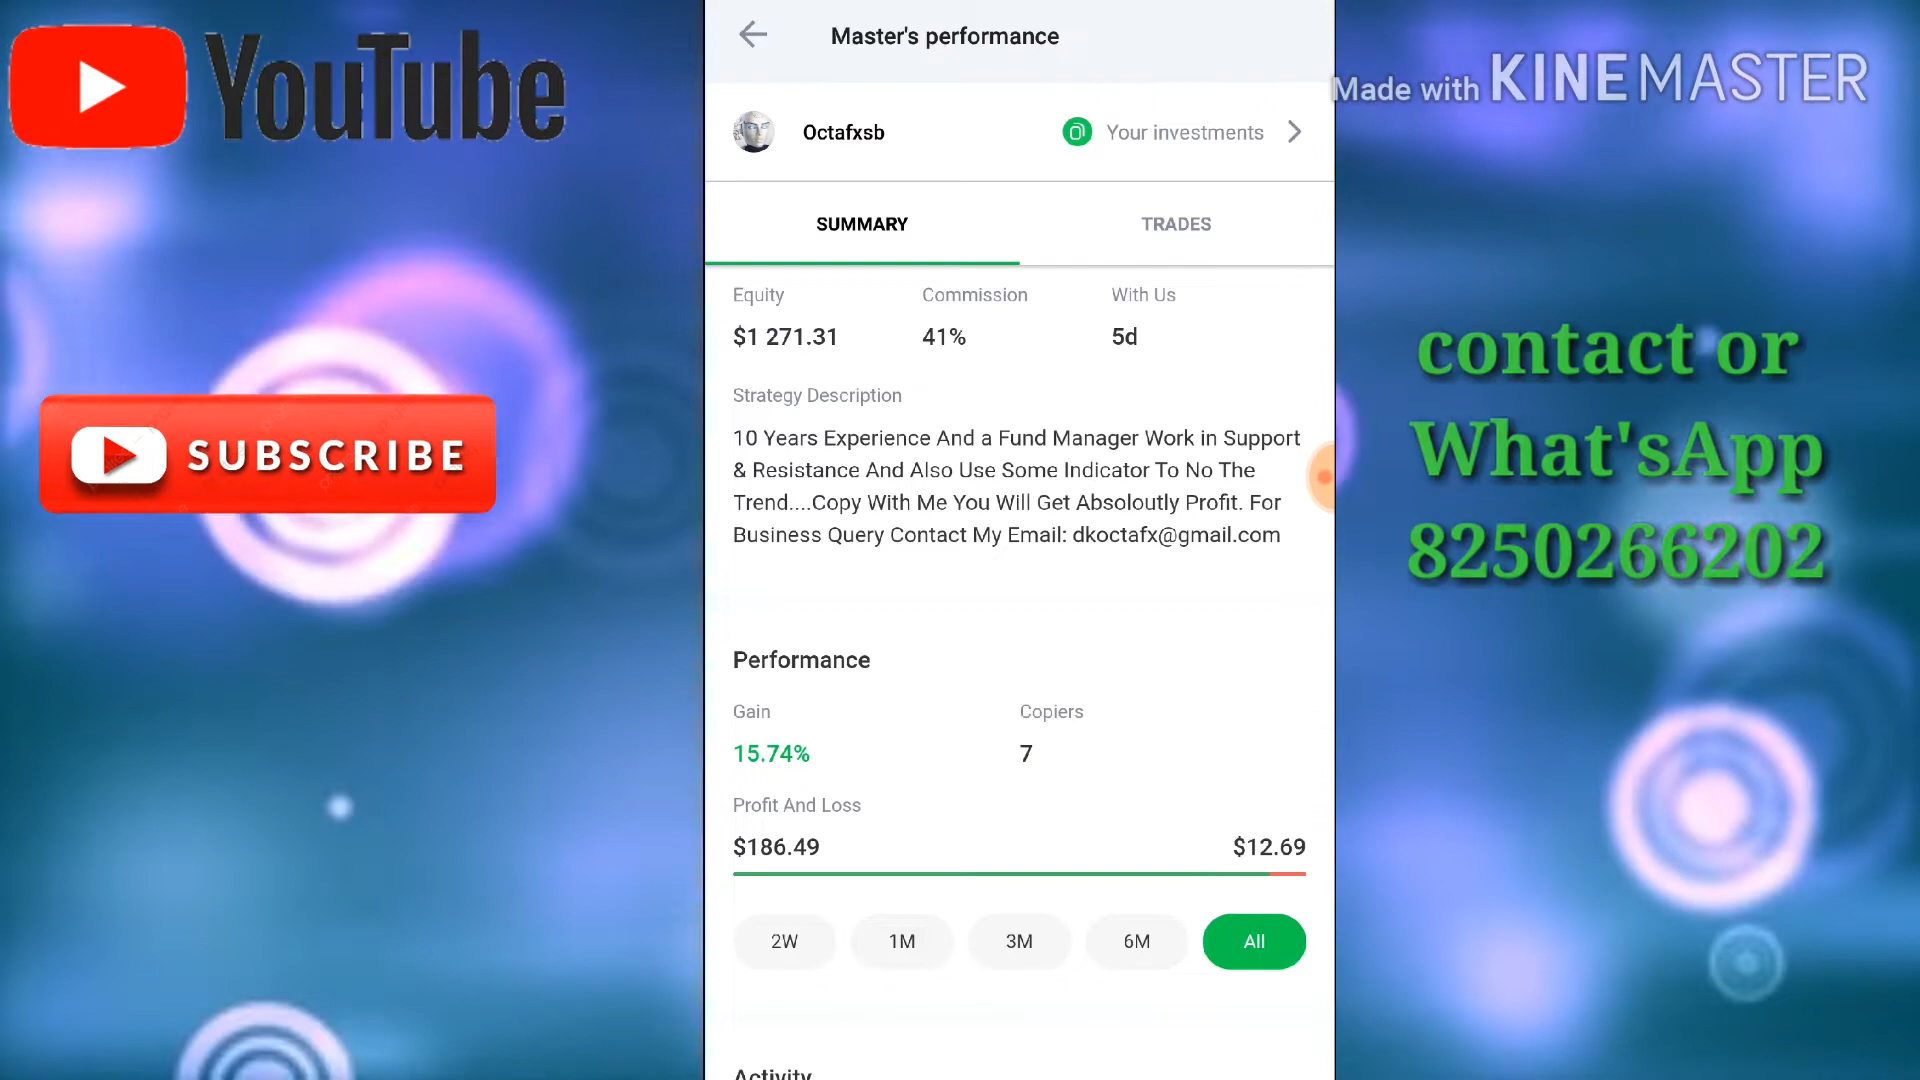 YouTube
SUBSCRIBE
Master's performance
Octafxsb
Your investments
SUMMARY
TRADES
Equity
Commission
With Us
$1 271.31
41%
5d
Strategy Description
10 Years Experience And a Fund Manager Work in Support
& Resistance And Also Use Some Indicator To No The
Trend....Copy With Me You Will Get Absoloutly Profit. For
Business Query Contact My Email: dkoctafx@gmail.com
Performance
Gain
Copiers
15.74%
7
Profit And Loss
$186.49
$12.69
2W
1M
3M
6M
All
Activity
Made with KINEMASTER
contact or
What'sApp
8250266202